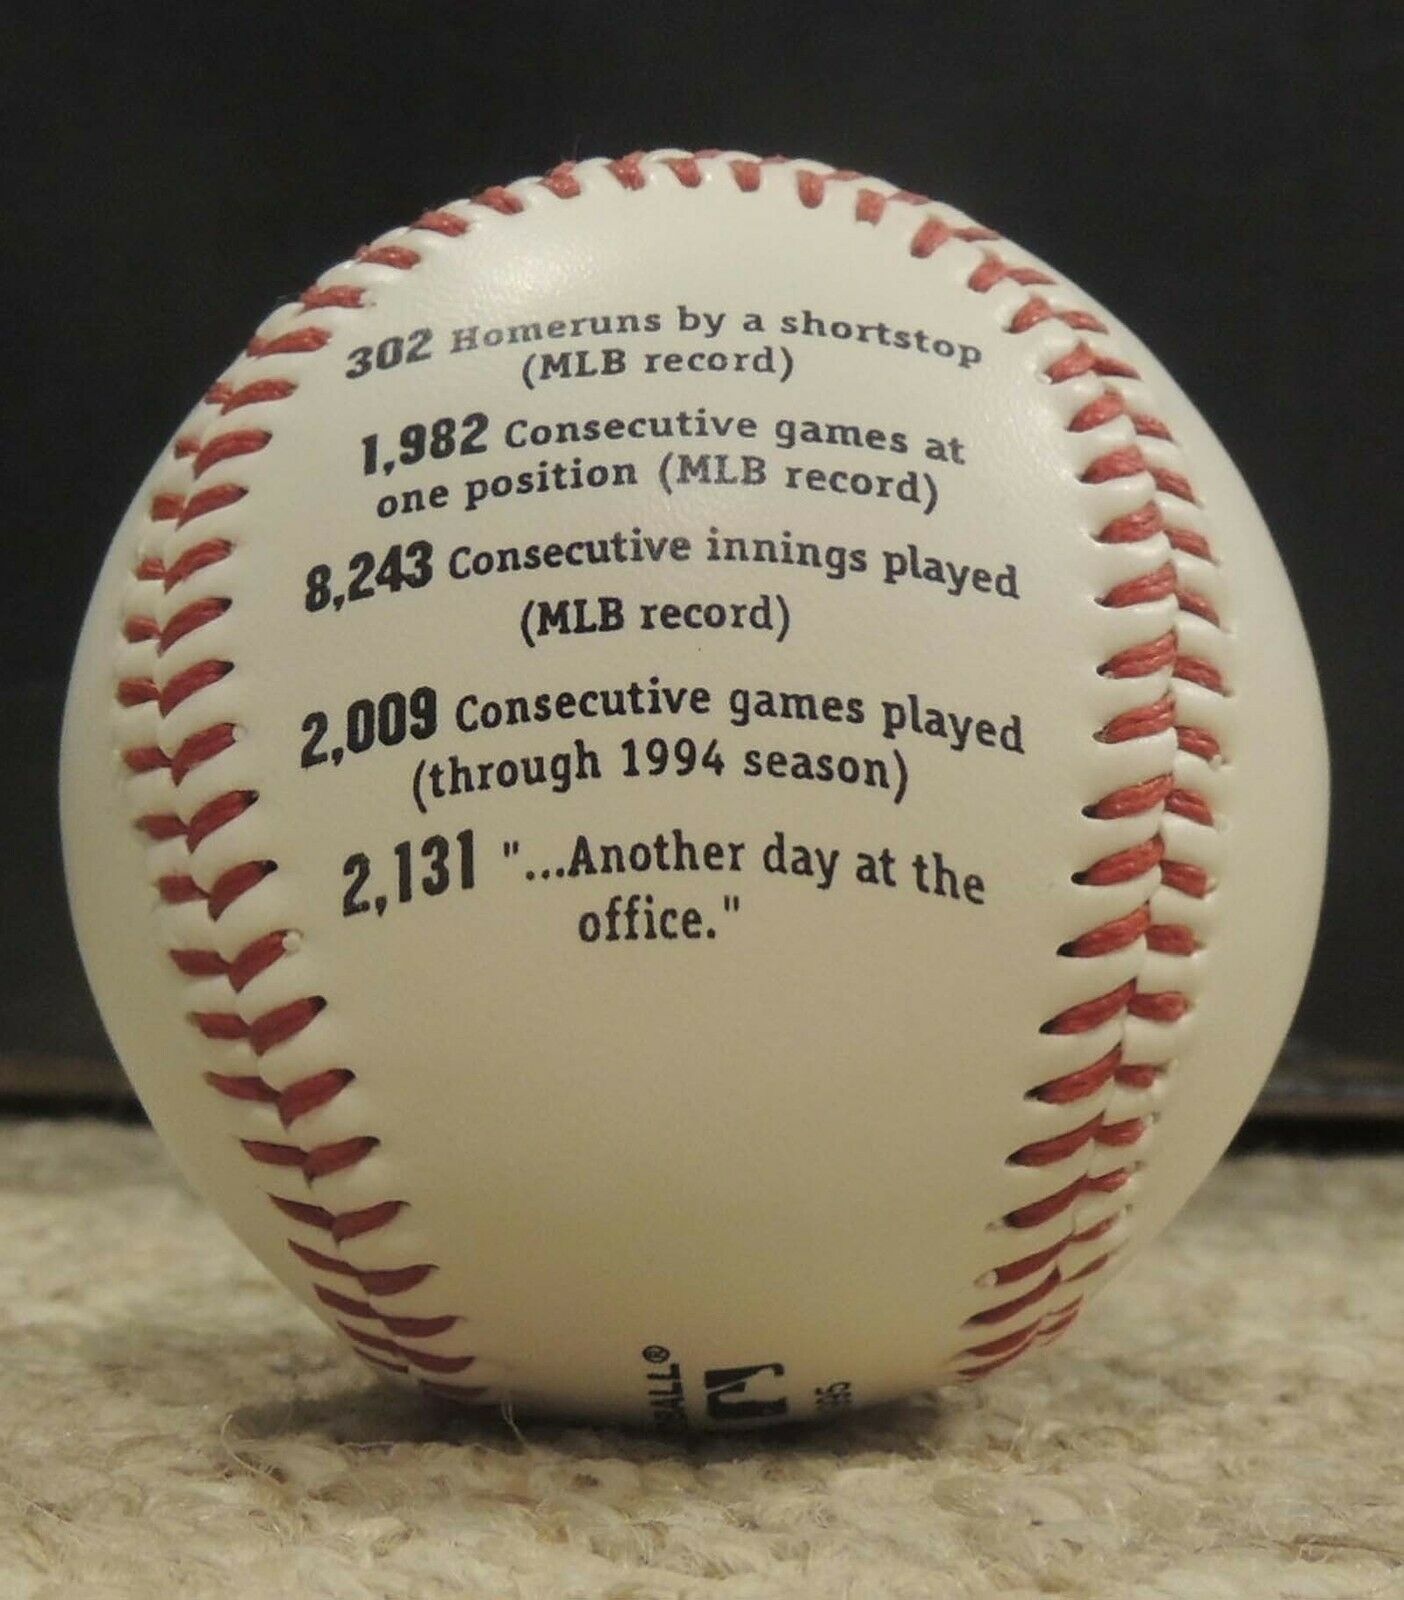 302 Homeruns by a shortstop
(MLB record)
1,982 Consecutive games at
one position (MLB record)
8,243 Consecutive innings played
(MLB record)
2,009 Consecutive games played
(through 1994 season)
2,131 "...Another day at the
office."